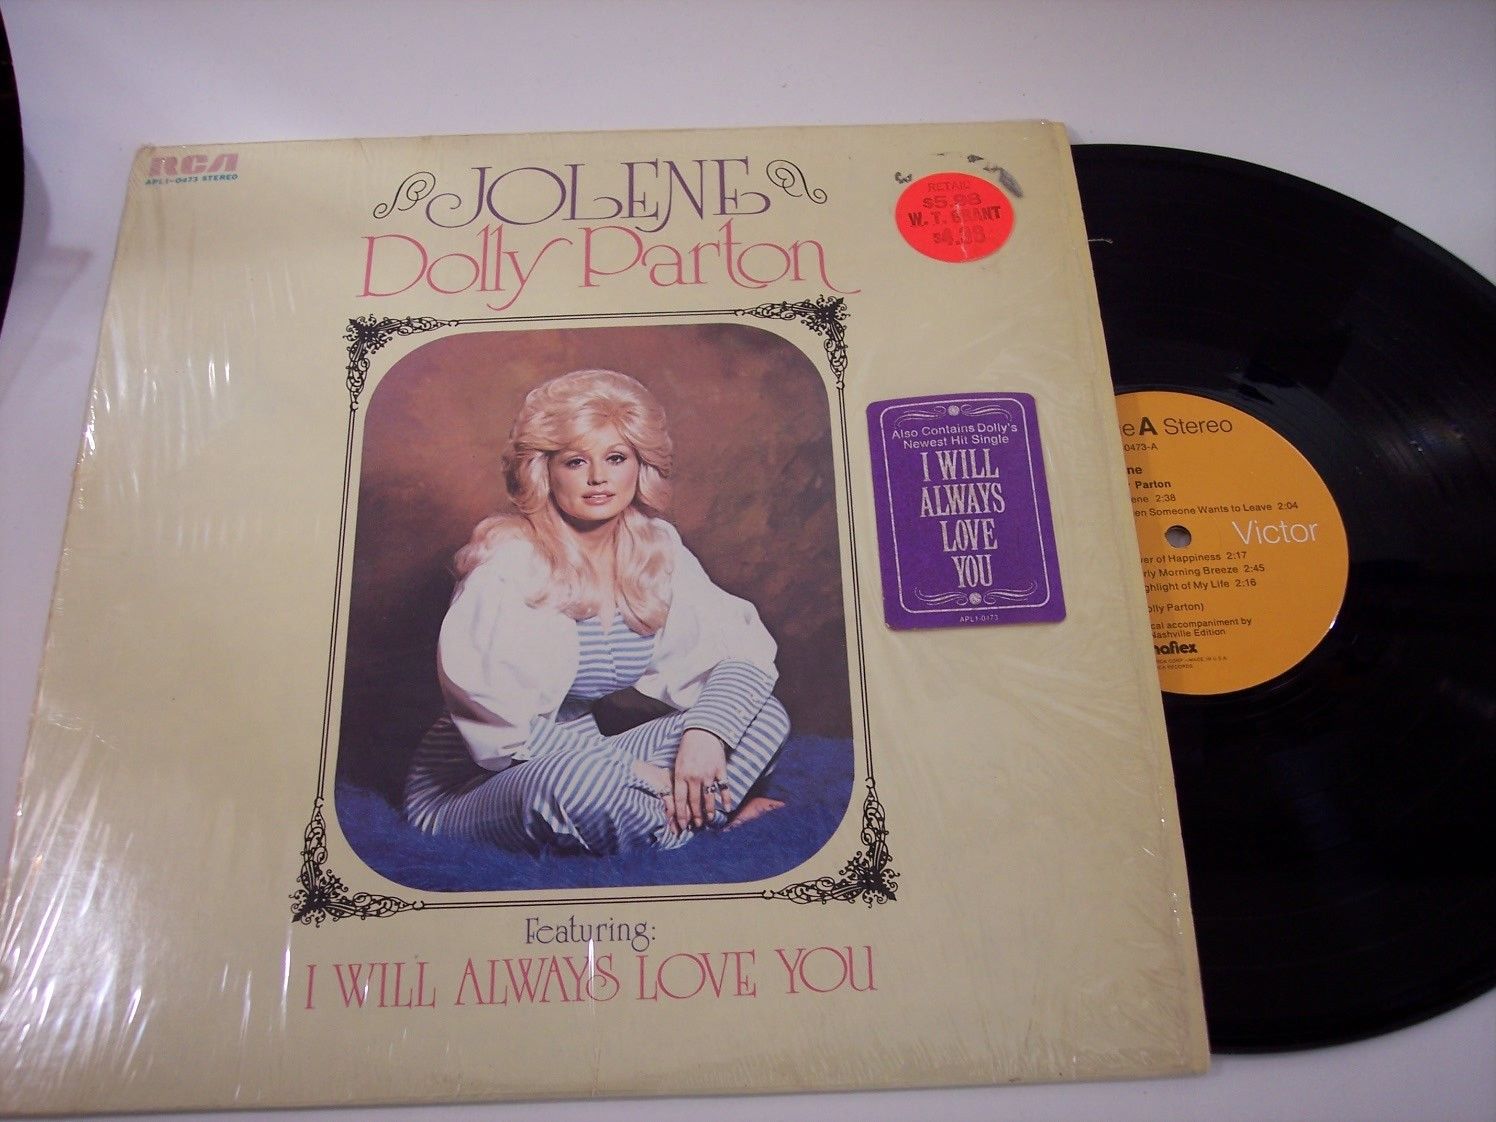 RCA
APL1-0473 STEREO
JOLENE
Dolly Parton
RETAIL
$5.98
W. T. GRANT
$4.98
Also Contains Dolly's
Newest Hit Single
I WILL
ALWAYS
LOVE
YOU
APL1-0473
Featuring:
I WILL ALWAYS LOVE YOU
A Stereo
0473-A
Parton
2:38
Someone Wants to Leave 2:04
Victor
of Happiness 2:17
Morning Breeze 2:45
of My Life 2:16
Parton)
accompaniment by
Nashville Edition